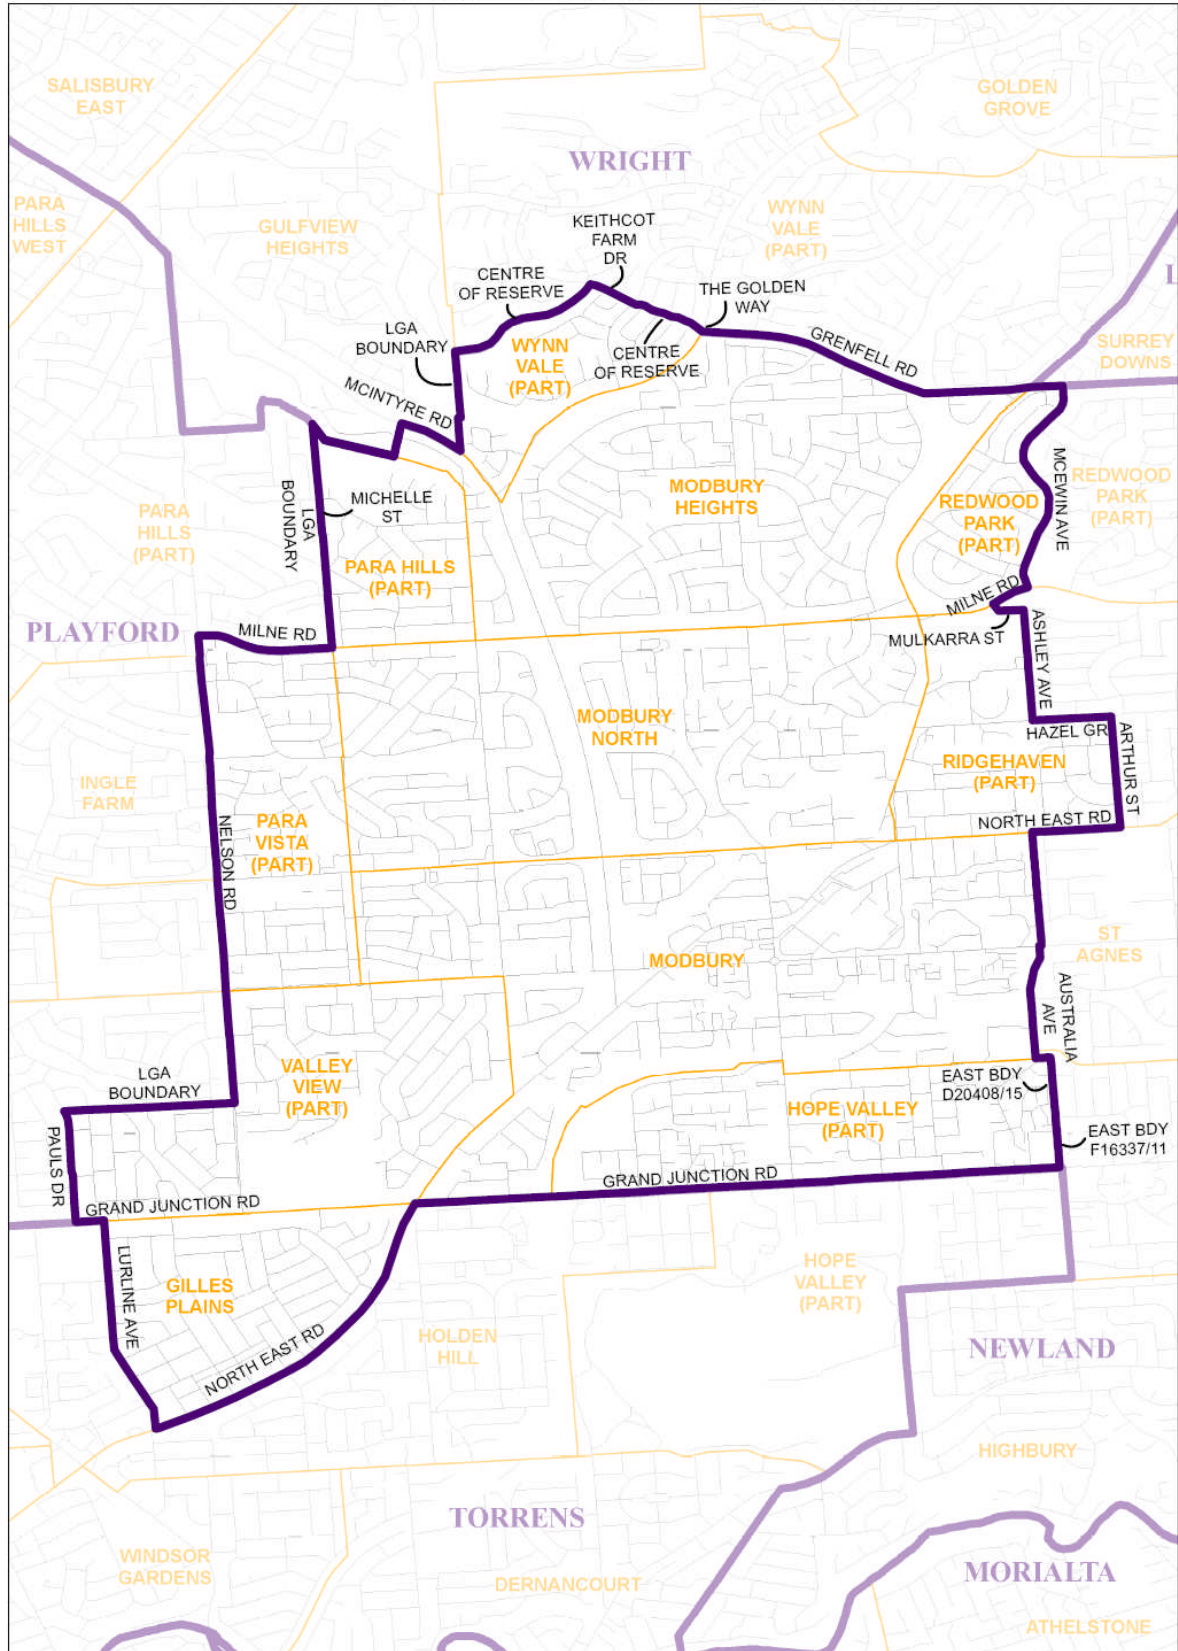 SALISBURY
EAST
GOLDEN
GROVE
WRIGHT
PARA
HILLS
WEST
GULFVIEW
HEIGHTS
KEITHCOT
FARM
DR
WYNN
VALE
(PART)
CENTRE
OF RESERVE
THE GOLDEN
WAY
L
LGA
BOUNDARY
WYNN
VALE
(PART)
CENTRE
OF RESERVE
GRENFELL RD
SURREY
DOWNS
MCINTYRE RD
LGA
BOUNDARY
MICHELLE
ST
MODBURY
HEIGHTS
REDWOOD
PARK
(PART)
MCEWIN AVE
REDWOOD
PARK
(PART)
PARA
HILLS
(PART)
PARA HILLS
(PART)
MILNE RD
PLAYFORD
MILNE RD
MULKARRA ST
ASHLEY AVE
MODBURY
NORTH
HAZEL GR
ARTHUR ST
INGLE
FARM
RIDGEHAVEN
(PART)
NELSON RD
PARA
VISTA
(PART)
NORTH EAST RD
MODBURY
ST
AGNES
AUSTRALIA
AVE
LGA
BOUNDARY
VALLEY
VIEW
(PART)
EAST BDY
D20408/15
HOPE VALLEY
(PART)
EAST BDY
F16337/11
PAULS DR
GRAND JUNCTION RD
GRAND JUNCTION RD
LURLINE AVE
GILLES
PLAINS
HOPE
VALLEY
(PART)
NORTH EAST RD
HOLDEN
HILL
NEWLAND
HIGHBURY
TORRENS
WINDSOR
GARDENS
DERNANCOURT
MORIALTA
ATHELSTONE